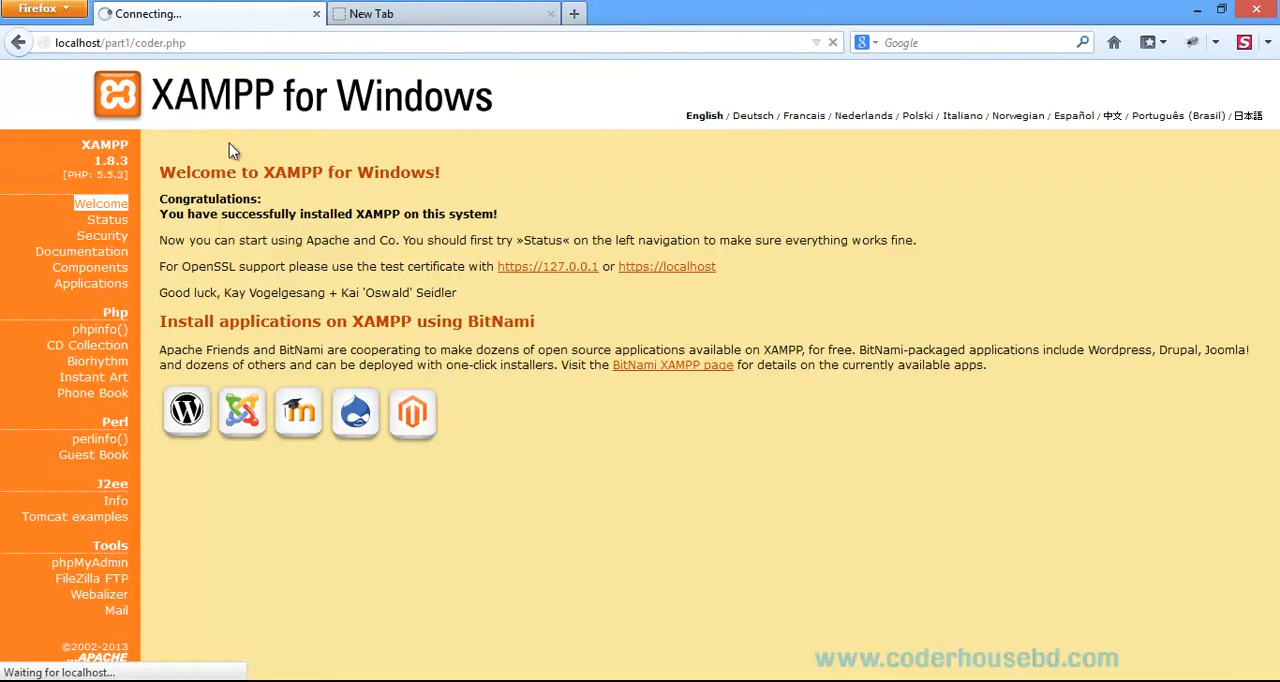 Firefox
Connecting...
New Tab
localhost/part1/coder.php
Google
XAMPP for Windows
English / Deutsch / Francais / Nederlands / Polski / Italiano / Norwegian / Español / 中文 / Português (Brasil) / 日本語
XAMPP
1.8.3
[PHP: 5.5.3]
Welcome
Status
Security
Documentation
Components
Applications
Php
phpinfo()
CD Collection
Biorhythm
Instant Art
Phone Book
Perl
perlinfo()
Guest Book
J2ee
Info
Tomcat examples
Tools
phpMyAdmin
FileZilla FTP
Webalizer
Mail
©2002-2013
...APACHE
Welcome to XAMPP for Windows!
Congratulations:
You have successfully installed XAMPP on this system!
Now you can start using Apache and Co. You should first try »Status« on the left navigation to make sure everything works fine.
For OpenSSL support please use the test certificate with https://127.0.0.1 or https://localhost
Good luck, Kay Vogelgesang + Kai 'Oswald' Seidler
Install applications on XAMPP using BitNami
Apache Friends and BitNami are cooperating to make dozens of open source applications available on XAMPP, for free. BitNami-packaged applications include Wordpress, Drupal, Joomla!
and dozens of others and can be deployed with one-click installers. Visit the BitNami XAMPP page for details on the currently available apps.
Waiting for localhost...
www.coderhousebd.com